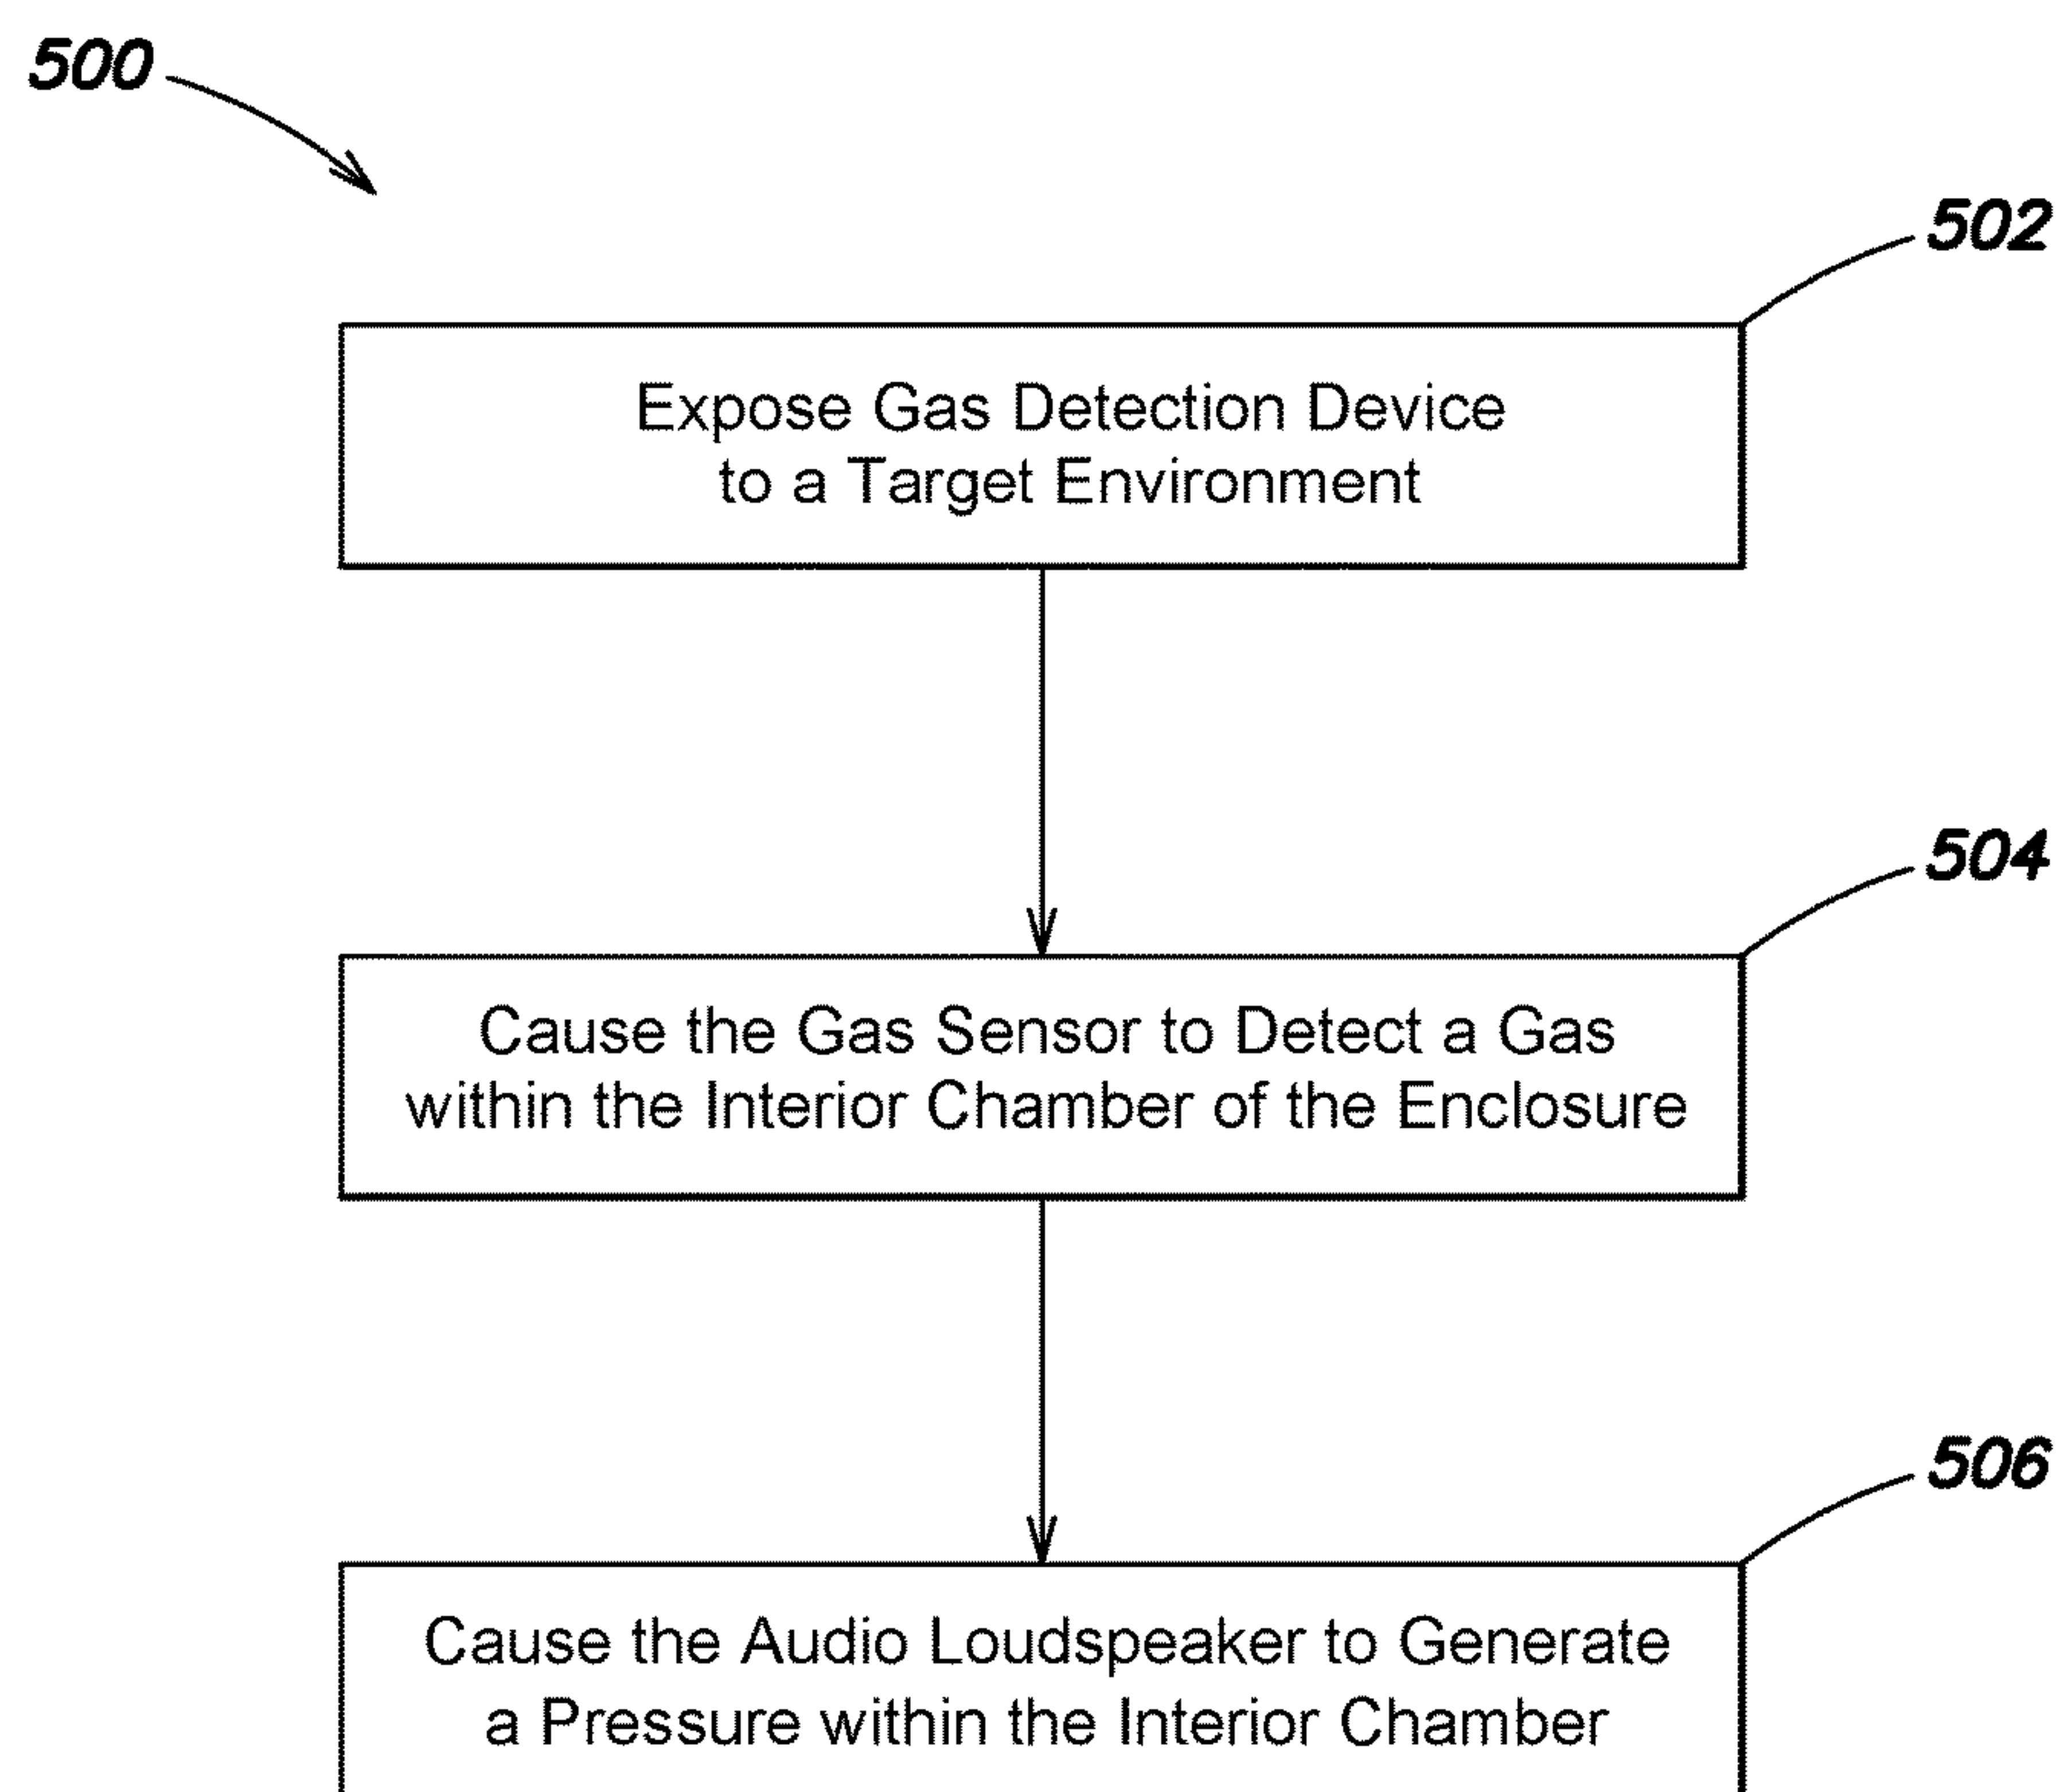 500
502
Expose Gas Detection Device
to a Target Environment
504
Cause the Gas Sensor to Detect a Gas
within the Interior Chamber of the Enclosure
506
Cause the Audio Loudspeaker to Generate
a Pressure within the Interior Chamber